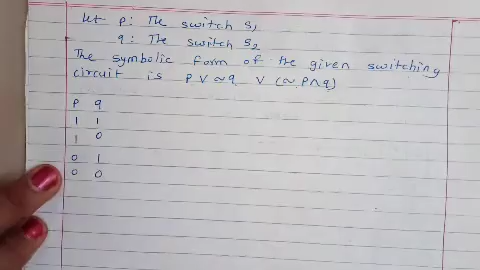 Let p: The switch S₁
q: The switch S₂
The symbolic form of the given switching
circuit is p ∨ ~q ∨ (~p ∧ q)
p q
1 1
1 0
0 1
0 0